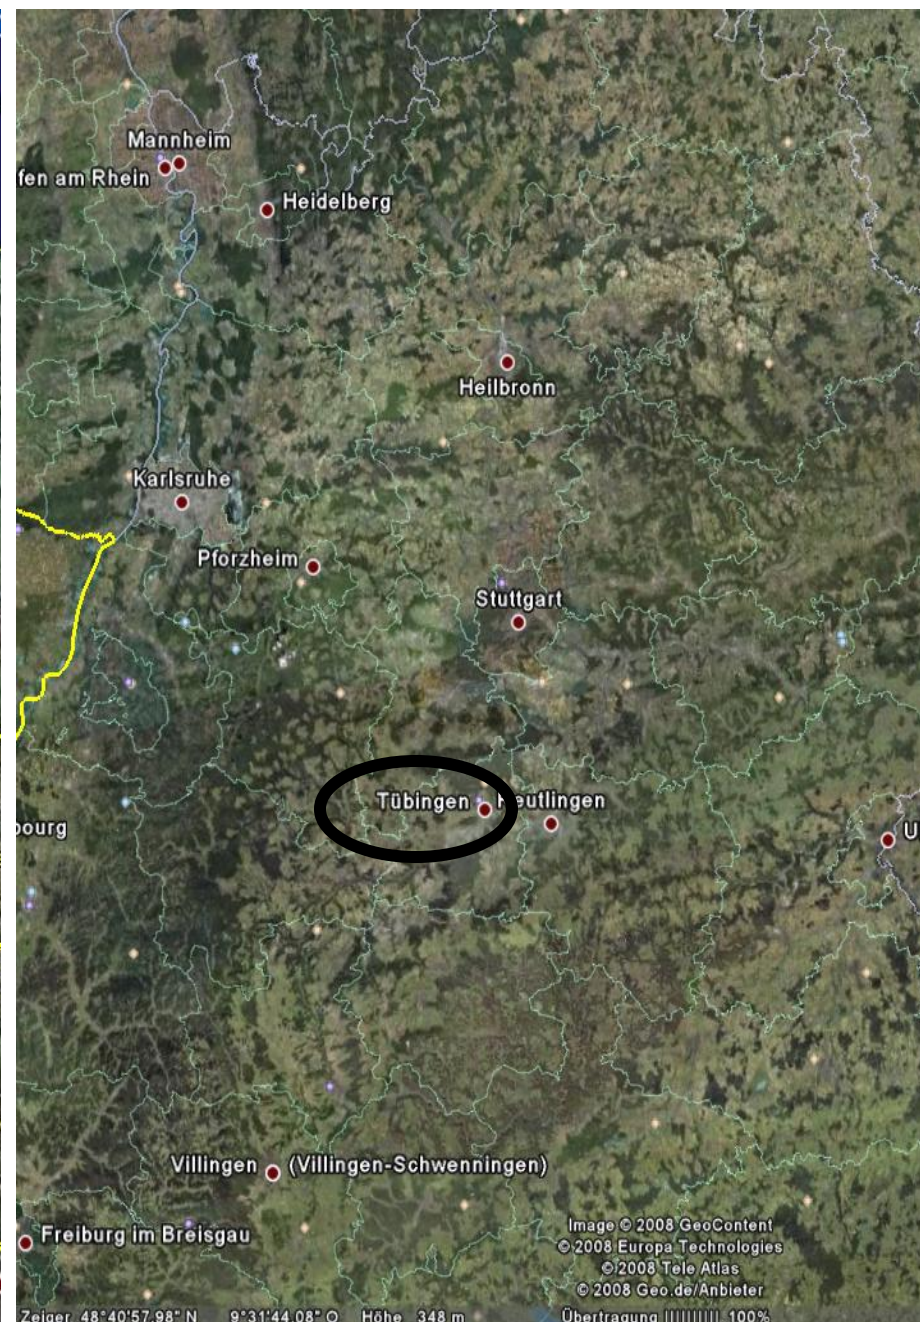 Mannheim
fen am Rhein
Heidelberg
Heilbronn
Karlsruhe
Pforzheim
Stuttgart
Tübingen
Reutlingen
bourg
U
Villingen (Villingen-Schwenningen)
Freiburg im Breisgau
Image © 2008 GeoContent
© 2008 Europa Technologies
© 2008 Tele Atlas
© 2008 Geo.de/Anbieter
Zeiger 48°40'57.98" N 9°31'44.08" O Höhe 348 m Übertragung |||||||||| 100%